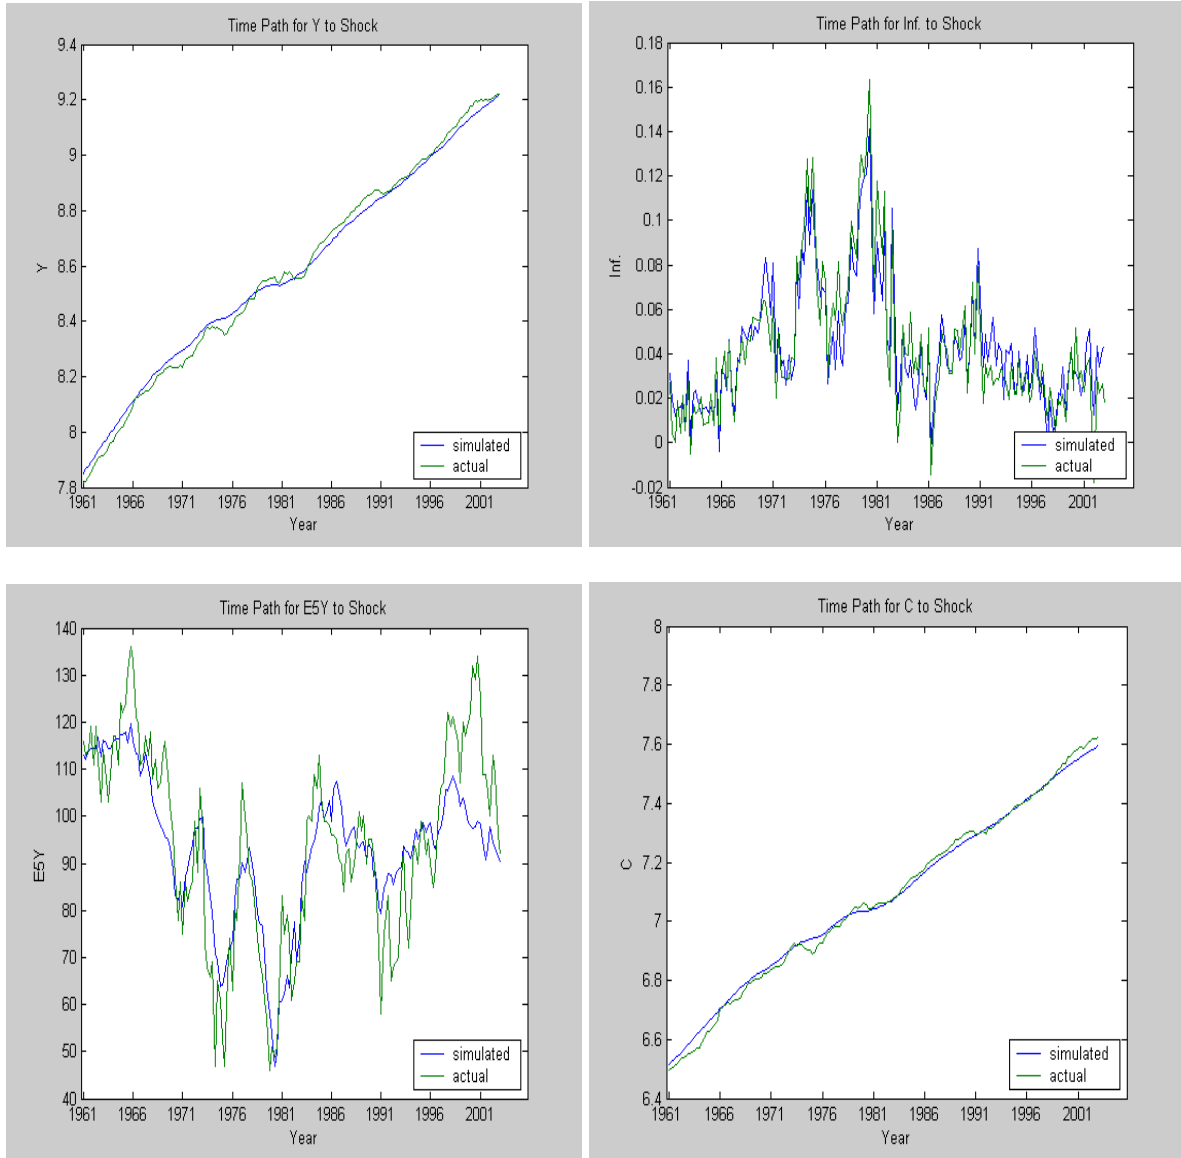 Time Path for Y to Shock
9.4
9.2
9
8.8
8.6
8.4
8.2
8
7.8
Y
1961 1966 1971 1976 1981 1986 1991 1996 2001
Year
simulated
actual
Time Path for Inf. to Shock
0.18
0.16
0.14
0.12
0.1
0.08
0.06
0.04
0.02
0
-0.02
Inf.
1961 1966 1971 1976 1981 1986 1991 1996 2001
Year
simulated
actual
Time Path for E5Y to Shock
140
130
120
110
100
90
80
70
60
50
40
E5Y
1961 1966 1971 1976 1981 1986 1991 1996 2001
Year
simulated
actual
Time Path for C to Shock
8
7.8
7.6
7.4
7.2
7
6.8
6.6
6.4
C
1961 1966 1971 1976 1981 1986 1991 1996 2001
Year
simulated
actual